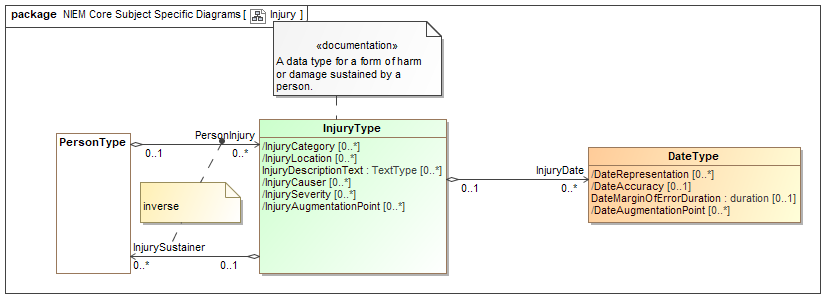 package NIEM Core Subject Specific Diagrams [ Injury ]
«documentation»
A data type for a form of harm
or damage sustained by a
person.
PersonType
PersonInjury
0..1
0..*
inverse
InjurySustainer
0..*
0..1
InjuryType
/InjuryCategory [0..*]
/InjuryLocation [0..*]
InjuryDescriptionText : TextType [0..*]
/InjuryCauser [0..*]
/InjurySeverity [0..*]
/InjuryAugmentationPoint [0..*]
InjuryDate
0..1
0..*
DateType
/DateRepresentation [0..*]
/DateAccuracy [0..1]
DateMarginOfErrorDuration : duration [0..1]
/DateAugmentationPoint [0..*]